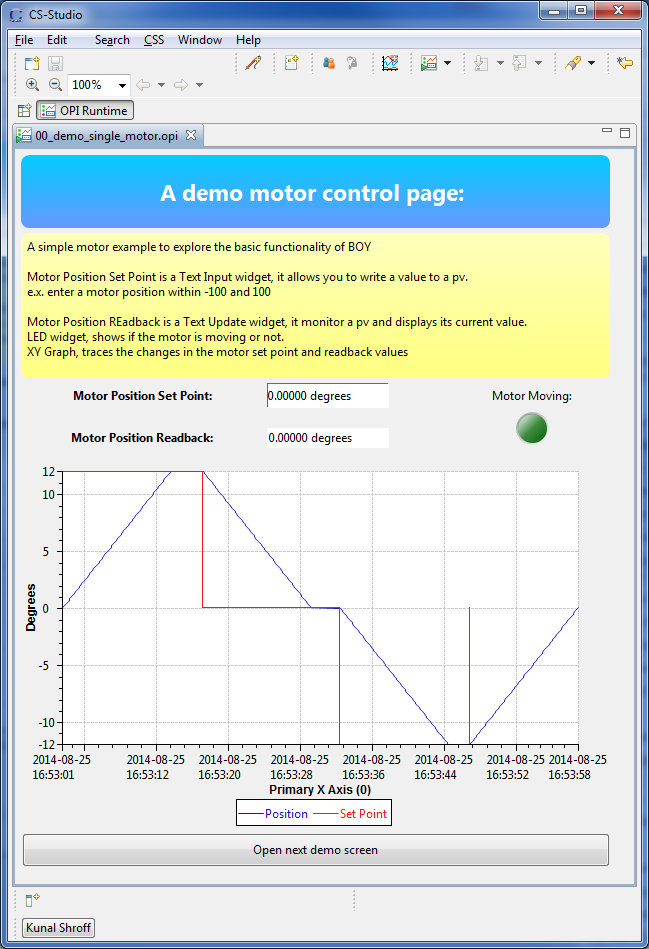 CS-Studio
File Edit Search CSS Window Help
100%
OPI Runtime
00_demo_single_motor.opi
A demo motor control page:
A simple motor example to explore the basic functionality of BOY
Motor Position Set Point is a Text Input widget, it allows you to write a value to a pv.
e.x. enter a motor position within -100 and 100
Motor Position REadback is a Text Update widget, it monitor a pv and displays its current value.
LED widget, shows if the motor is moving or not.
XY Graph, traces the changes in the motor set point and readback values
Motor Position Set Point: 0.00000 degrees Motor Moving:
Motor Position Readback: 0.00000 degrees
12
10
5
0
-5
-10
-12
Degrees
2014-08-25 2014-08-25 2014-08-25 2014-08-25 2014-08-25 2014-08-25 2014-08-25 2014-08-25
16:53:01 16:53:12 16:53:20 16:53:28 16:53:36 16:53:44 16:53:52 16:53:58
Primary X Axis (0)
Position Set Point
Open next demo screen
Kunal Shroff